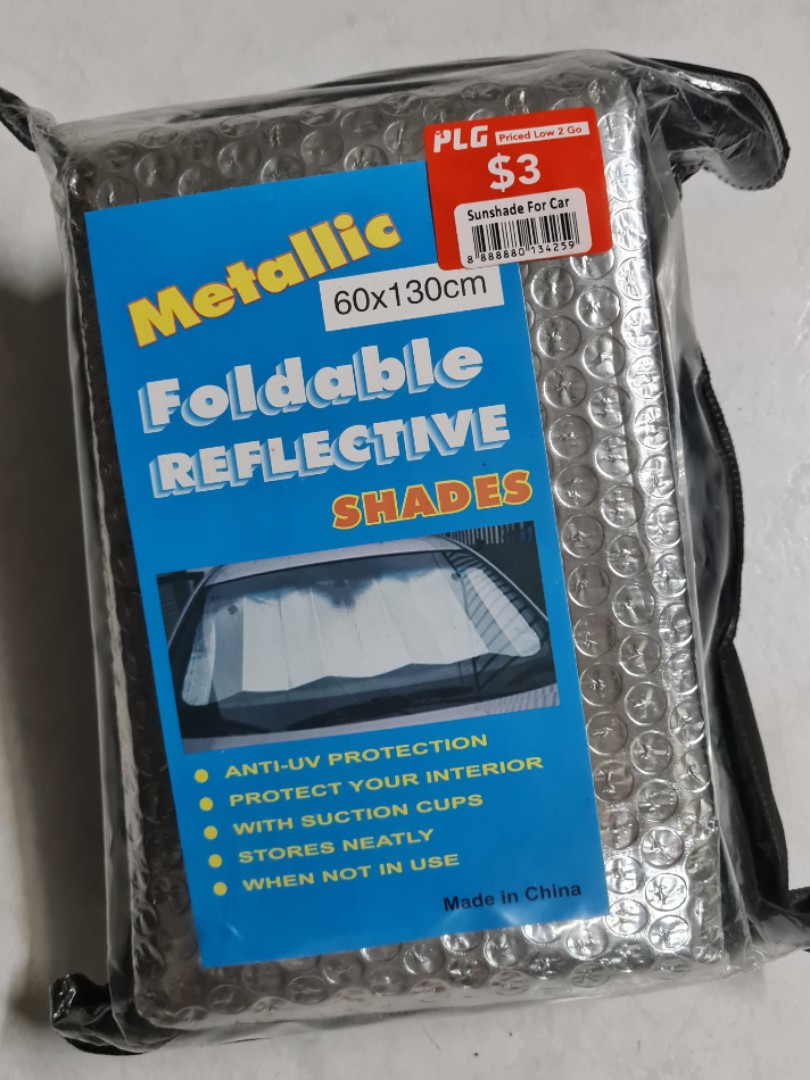 PLG Priced Low 2 Go
$3
Sunshade For Car
8 888880 134259
Metallic
60x130cm
Foldable
REFLECTIVE
SHADES
ANTI-UV PROTECTION
PROTECT YOUR INTERIOR
WITH SUCTION CUPS
STORES NEATLY
WHEN NOT IN USE
Made in China